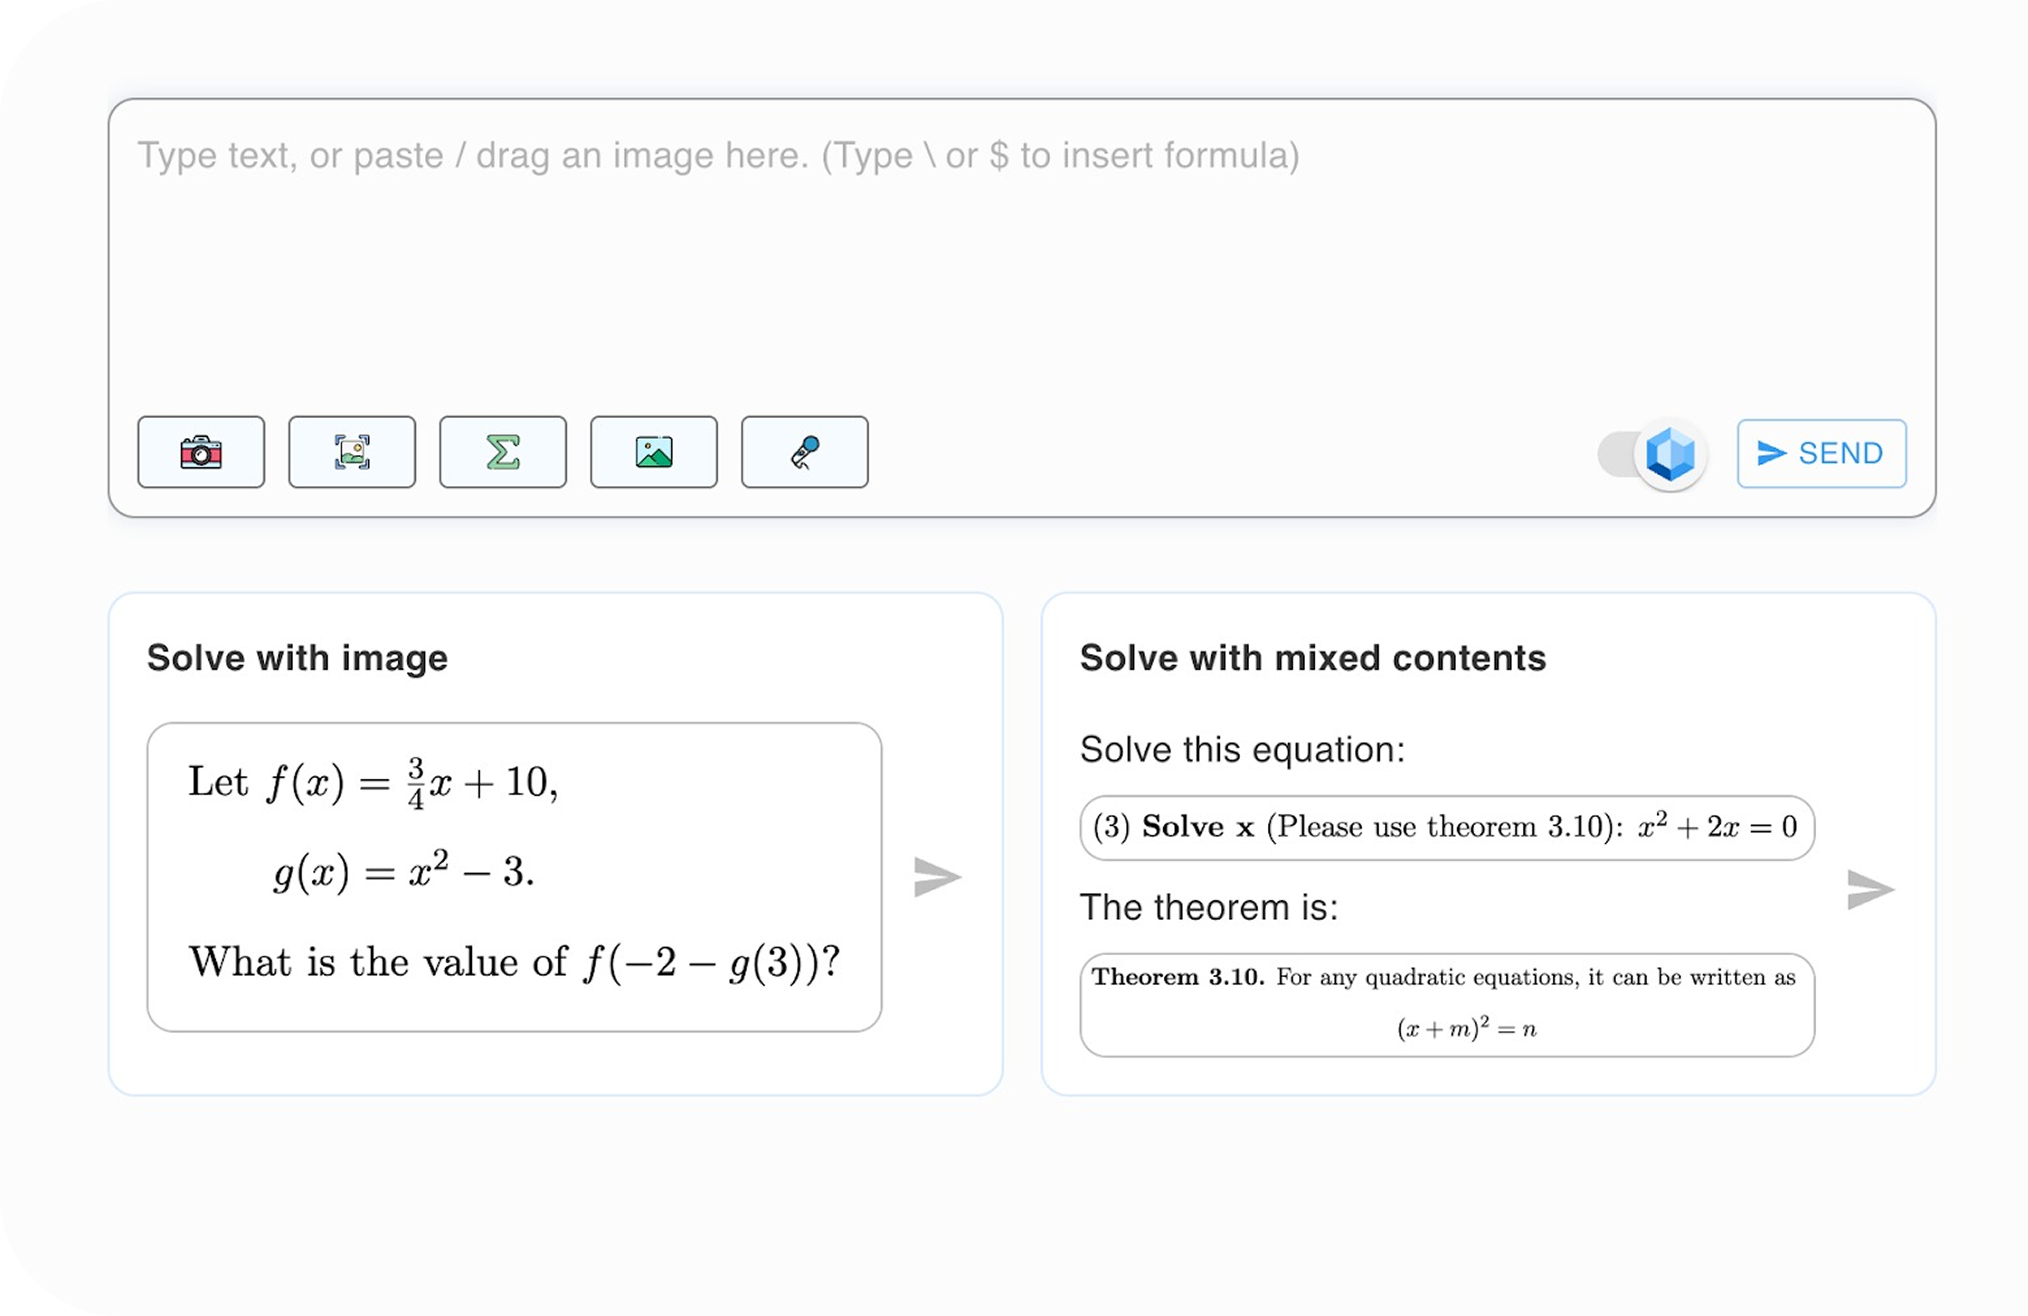 Type text, or paste / drag an image here. (Type \ or $ to insert formula)
SEND
Solve with image
Let f(x) = 3/4 x + 10,
g(x) = x² − 3.
What is the value of f(−2 − g(3))?
Solve with mixed contents
Solve this equation:
(3) Solve x (Please use theorem 3.10): x² + 2x = 0
The theorem is:
Theorem 3.10. For any quadratic equations, it can be written as
(x + m)² = n